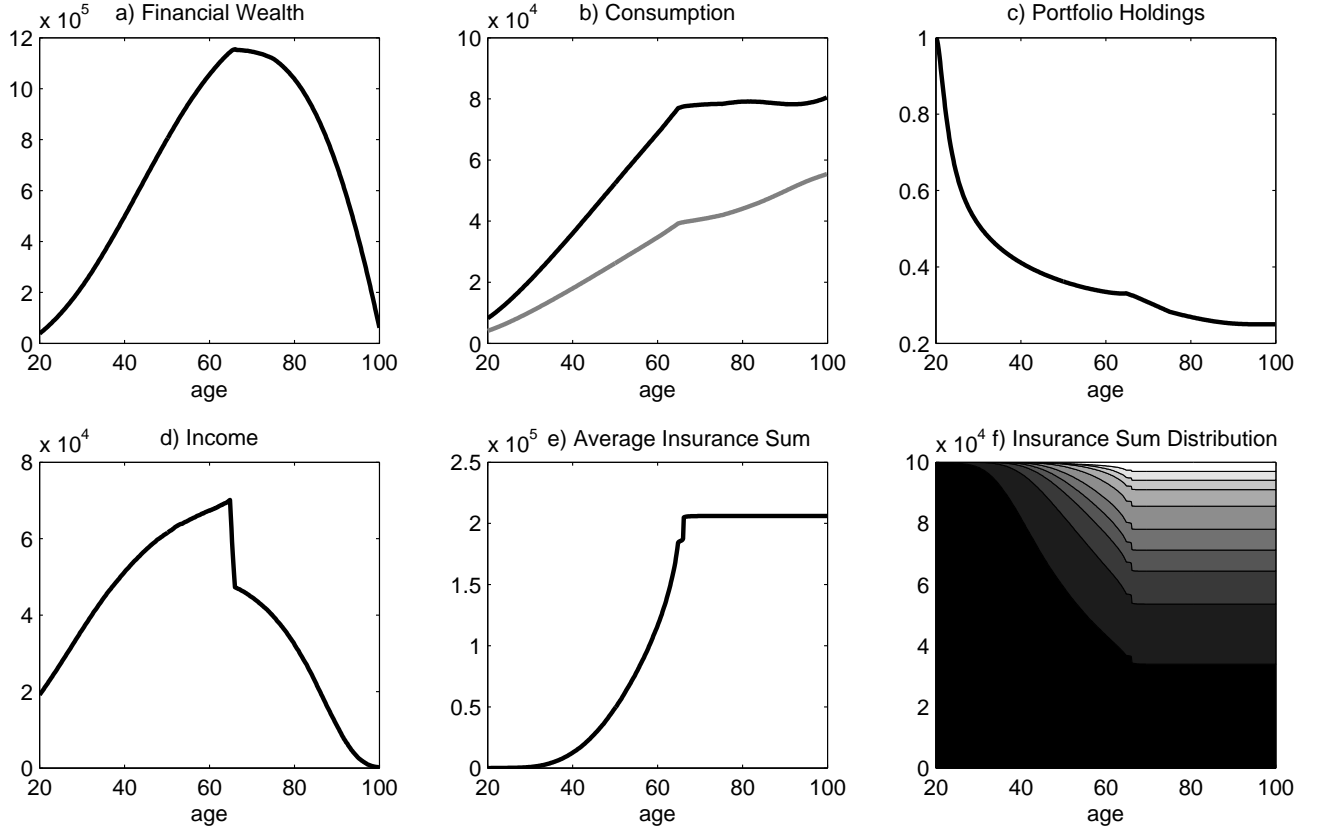 a) Financial Wealth
x 10^5
12
10
8
6
4
2
0
20 40 60 80 100
age
b) Consumption
x 10^4
10
8
6
4
2
0
20 40 60 80 100
age
c) Portfolio Holdings
1
0.8
0.6
0.4
0.2
20 40 60 80 100
age
d) Income
x 10^4
8
6
4
2
0
20 40 60 80 100
age
e) Average Insurance Sum
x 10^5
2.5
2
1.5
1
0.5
0
20 40 60 80 100
age
x 10^4 f) Insurance Sum Distribution
10
8
6
4
2
0
20 40 60 80 100
age